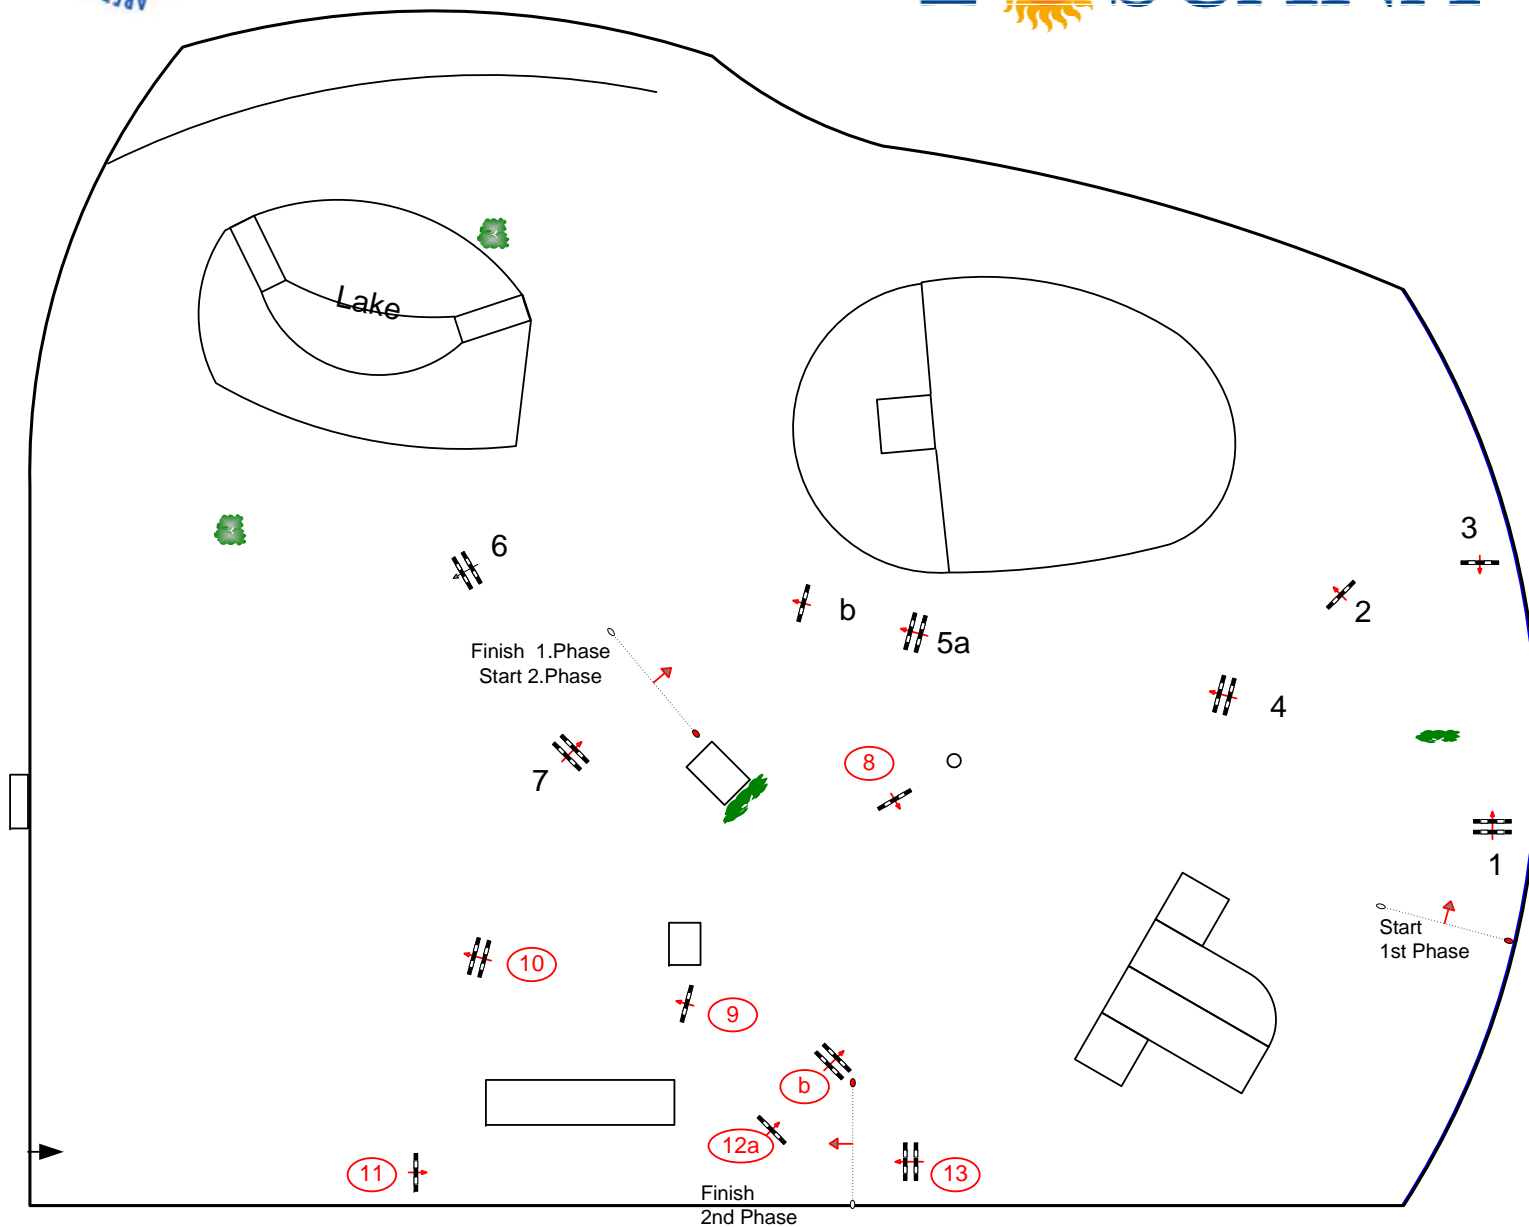 Lake
3
6
2
b
5a
Finish 1.Phase
Start 2.Phase
4
8
7
1
Start
1st Phase
10
9
b
12a
11
13
Finish
2nd Phase